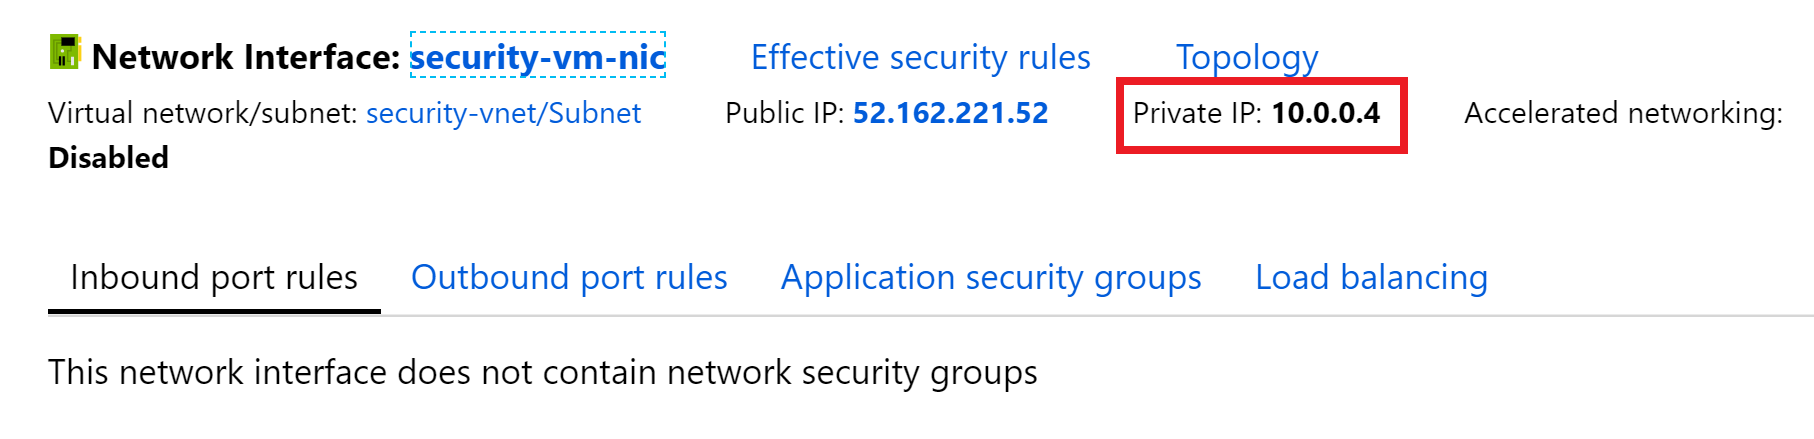 Network Interface: security-vm-nic Effective security rules Topology
Virtual network/subnet: security-vnet/Subnet Public IP: 52.162.221.52 Private IP: 10.0.0.4 Accelerated networking:
Disabled
Inbound port rules Outbound port rules Application security groups Load balancing
This network interface does not contain network security groups